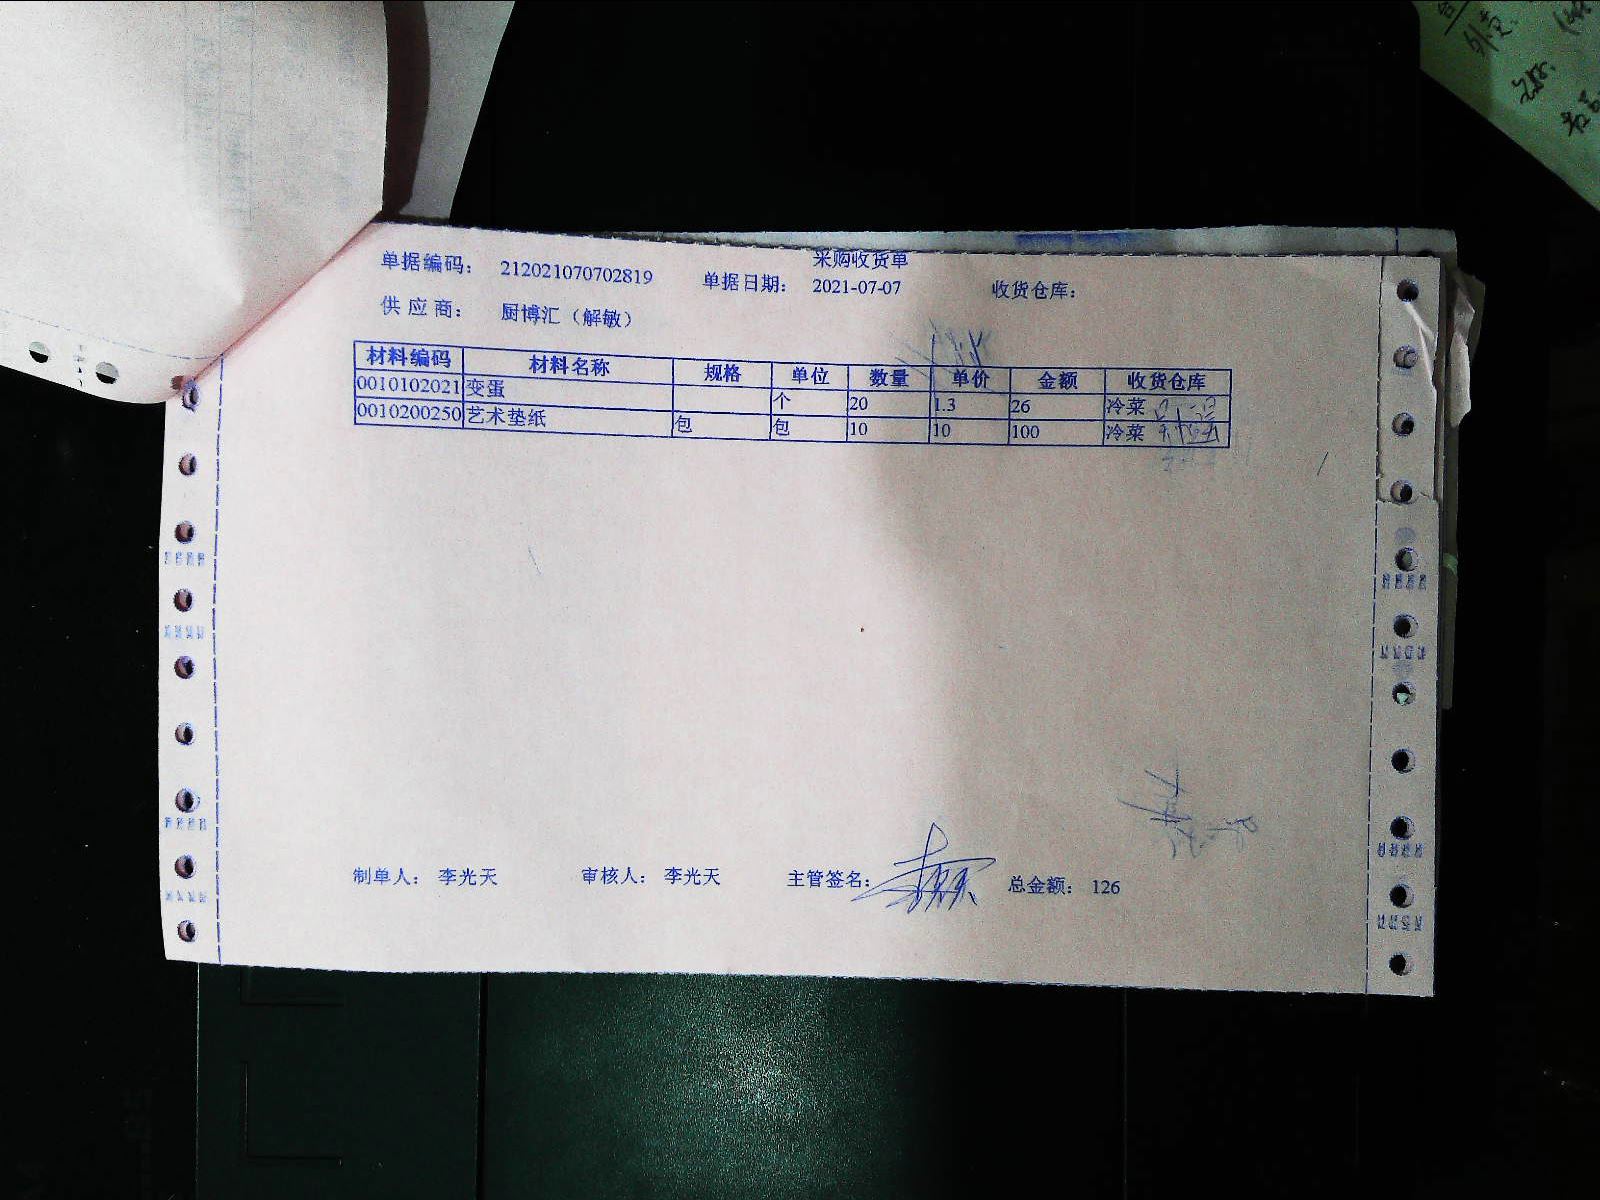 采购收货单
单据编码： 212021070702819 单据日期： 2021-07-07 收货仓库：
供 应 商： 厨博汇（解敏）
材料编码 材料名称 规格 单位 数量 单价 金额 收货仓库
0010102021 变蛋 个 20 1.3 26 冷菜
0010200250 艺术垫纸 包 包 10 10 100 冷菜
制单人： 李光天 审核人： 李光天 主管签名： 总金额： 126